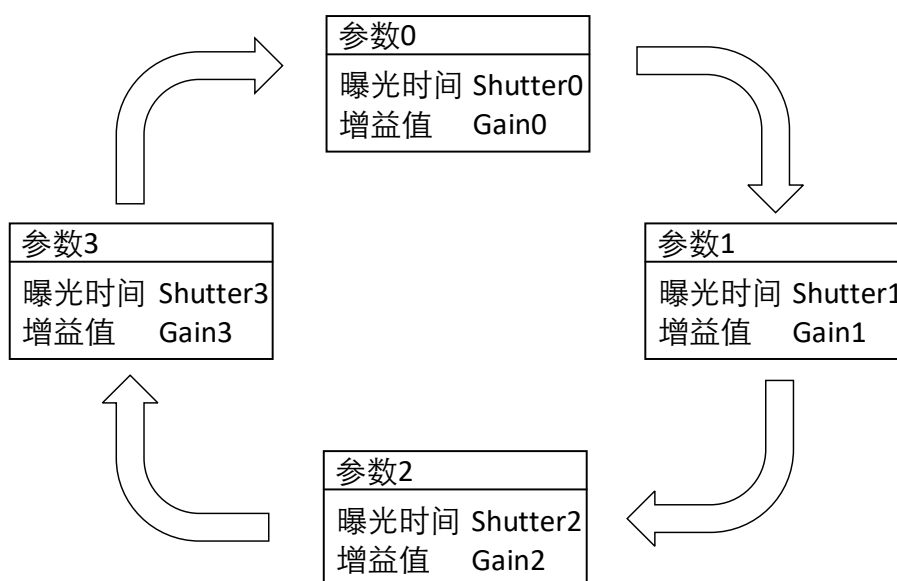 参数0
曝光时间 Shutter0
增益值 Gain0
参数3
曝光时间 Shutter3
增益值 Gain3
参数1
曝光时间 Shutter1
增益值 Gain1
参数2
曝光时间 Shutter2
增益值 Gain2